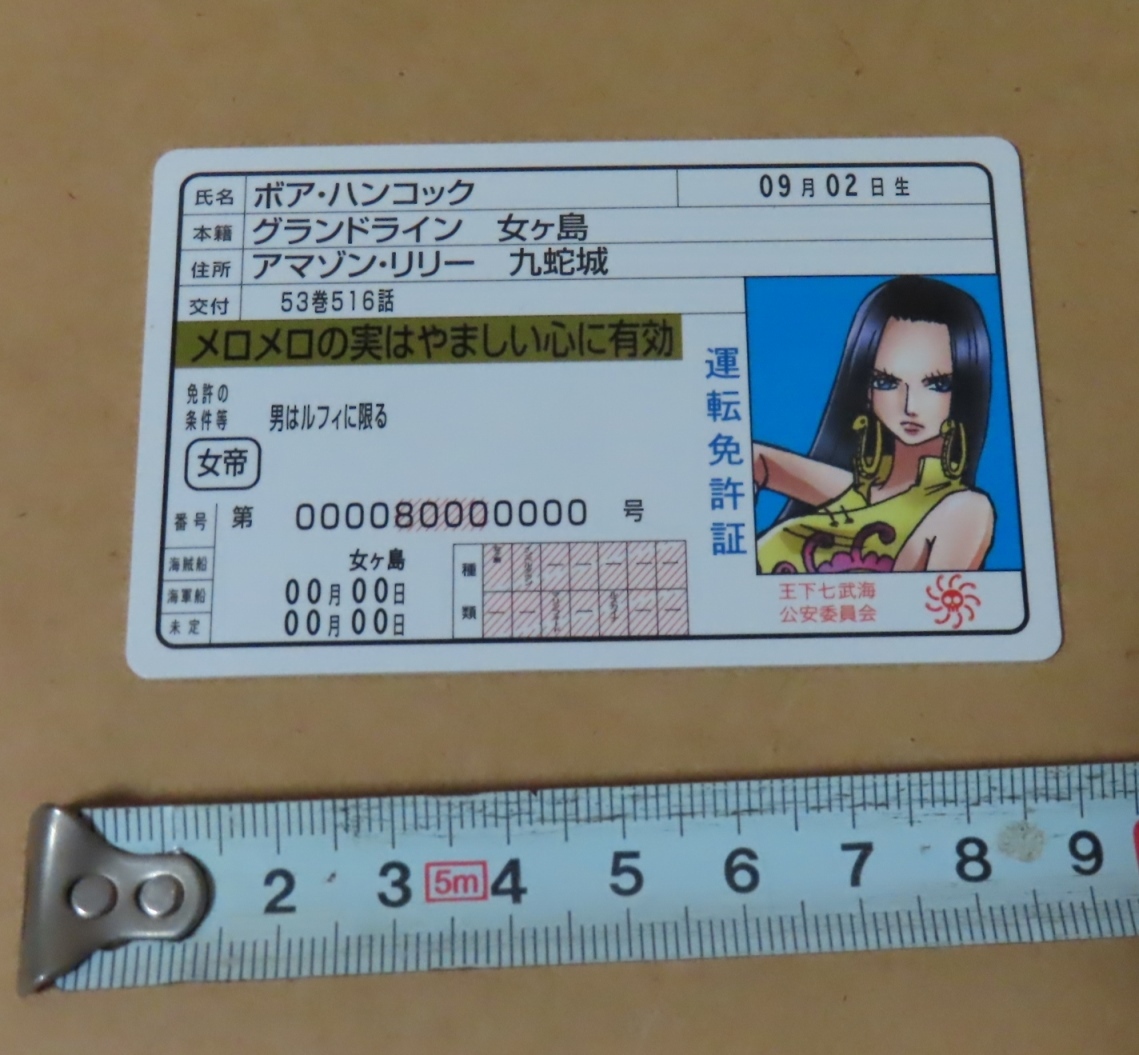 氏名 ボア・ハンコック 09月02日生
本籍 グランドライン 女ヶ島
住所 アマゾン・リリー 九蛇城
交付 53巻516話
メロメロの実はやましい心に有効
免許の
条件等 男はルフィに限る
女帝
番号 第 000080000000 号
海賊船 女ヶ島
海軍船 00月00日
未定 00月00日
種類
運転免許証
王下七武海
公安委員会
2 3 5m 4 5 6 7 8 9